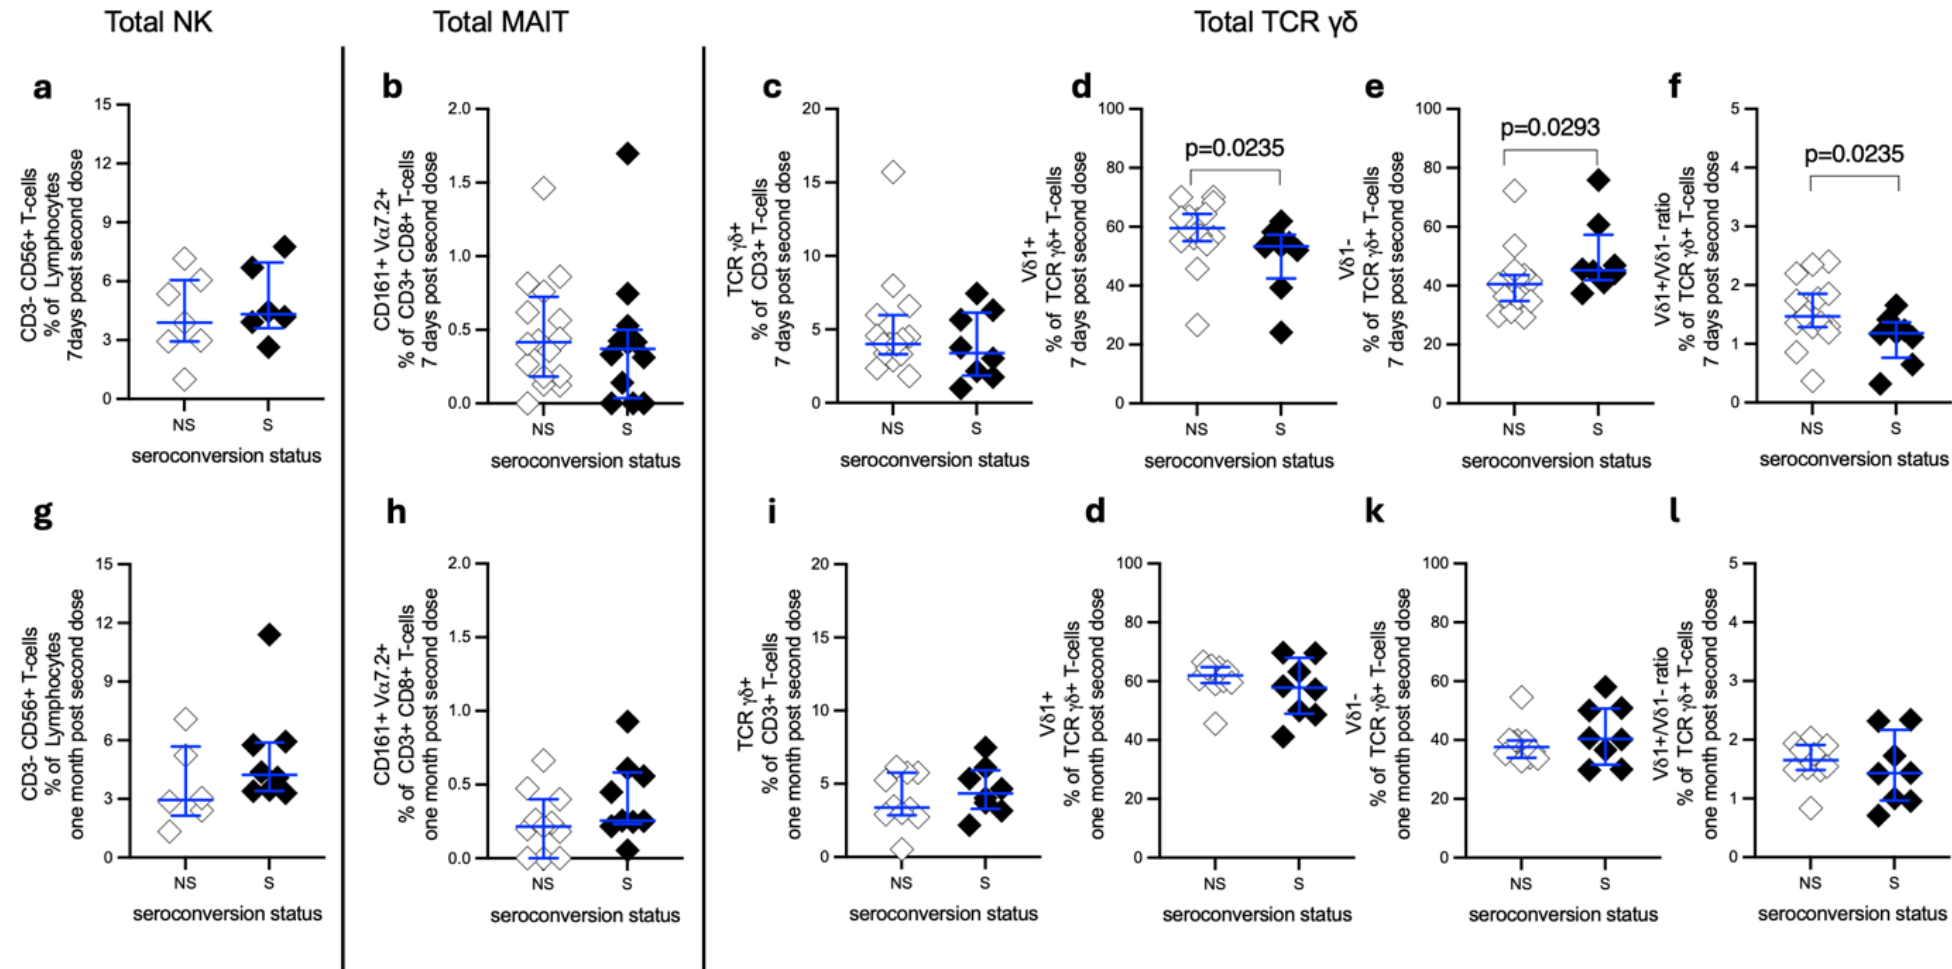 Total NK
Total MAIT
Total TCR γδ
a
CD3- CD56+ T-cells
% of Lymphocytes
7days post second dose
15
12
9
6
3
0
NS
S
seroconversion status
b
CD161+ Vα7.2+
% of CD3+ CD8+ T-cells
7 days post second dose
2.0
1.5
1.0
0.5
0.0
NS
S
seroconversion status
c
TCR γδ+
% of CD3+ T-cells
7 days post second dose
20
15
10
5
0
NS
S
seroconversion status
d
Vδ1+
% of TCR γδ+ T-cells
7 days post second dose
100
80
60
40
20
0
p=0.0235
NS
S
seroconversion status
e
Vδ1-
% of TCR γδ+ T-cells
7 days post second dose
100
80
60
40
20
0
p=0.0293
NS
S
seroconversion status
f
Vδ1+/Vδ1- ratio
% of TCR γδ+ T-cells
7 days post second dose
5
4
3
2
1
0
p=0.0235
NS
S
seroconversion status
g
CD3- CD56+ T-cells
% of Lymphocytes
one month post second dose
15
12
9
6
3
0
NS
S
seroconversion status
h
CD161+ Vα7.2+
% of CD3+ CD8+ T-cells
one month post second dose
2.0
1.5
1.0
0.5
0.0
NS
S
seroconversion status
i
TCR γδ+
% of CD3+ T-cells
one month post second dose
20
15
10
5
0
NS
S
seroconversion status
d
Vδ1+
% of TCR γδ+ T-cells
one month post second dose
100
80
60
40
20
0
NS
S
seroconversion status
k
Vδ1-
% of TCR γδ+ T-cells
one month post second dose
100
80
60
40
20
0
NS
S
seroconversion status
l
Vδ1+/Vδ1- ratio
% of TCR γδ+ T-cells
one month post second dose
5
4
3
2
1
0
NS
S
seroconversion status